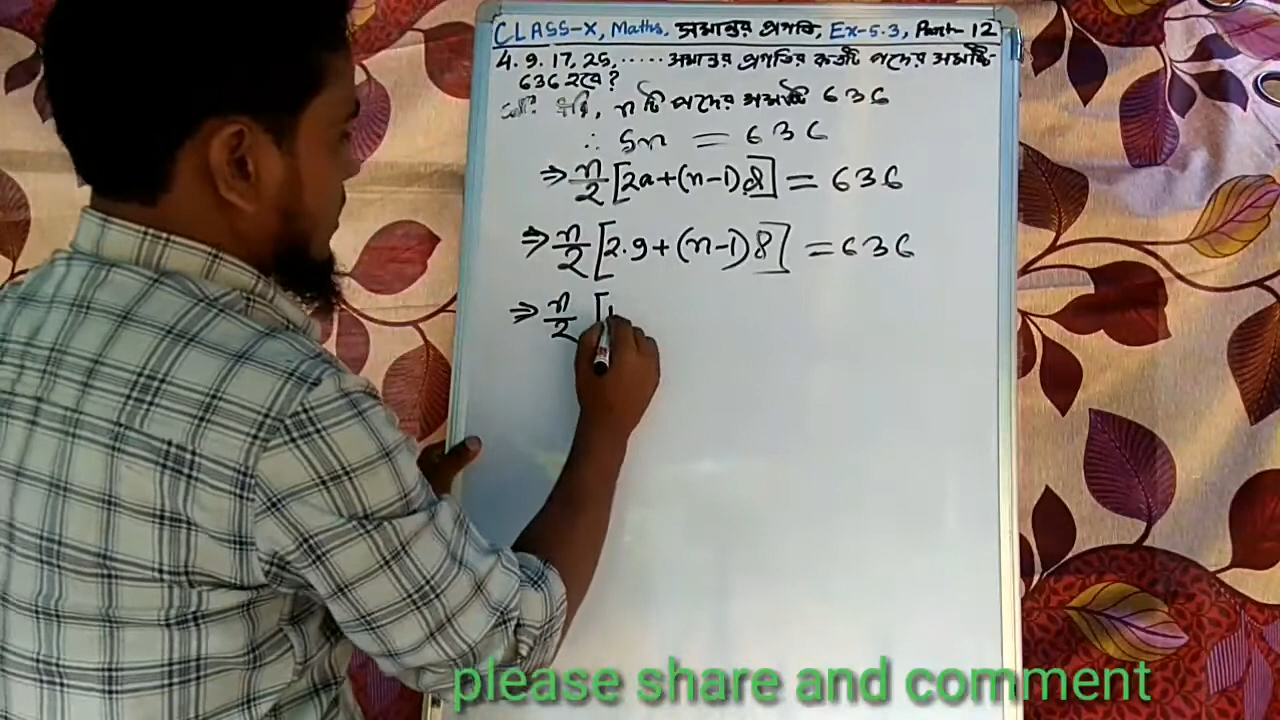 CLASS-X, Maths, সমান্তর প্রগতি, Ex-5.3, Part-12
4. 9, 17, 25, ..... সমান্তর প্রগতির কতটি পদের সমষ্টি
636 হবে?
ধরি, n টি পদের সমষ্টি 636
∴ Sn = 636
⇒ n/2 [2a+(n-1)8] = 636
⇒ n/2 [2.9+(n-1)8] = 636
⇒ n/2 [1
please share and comment